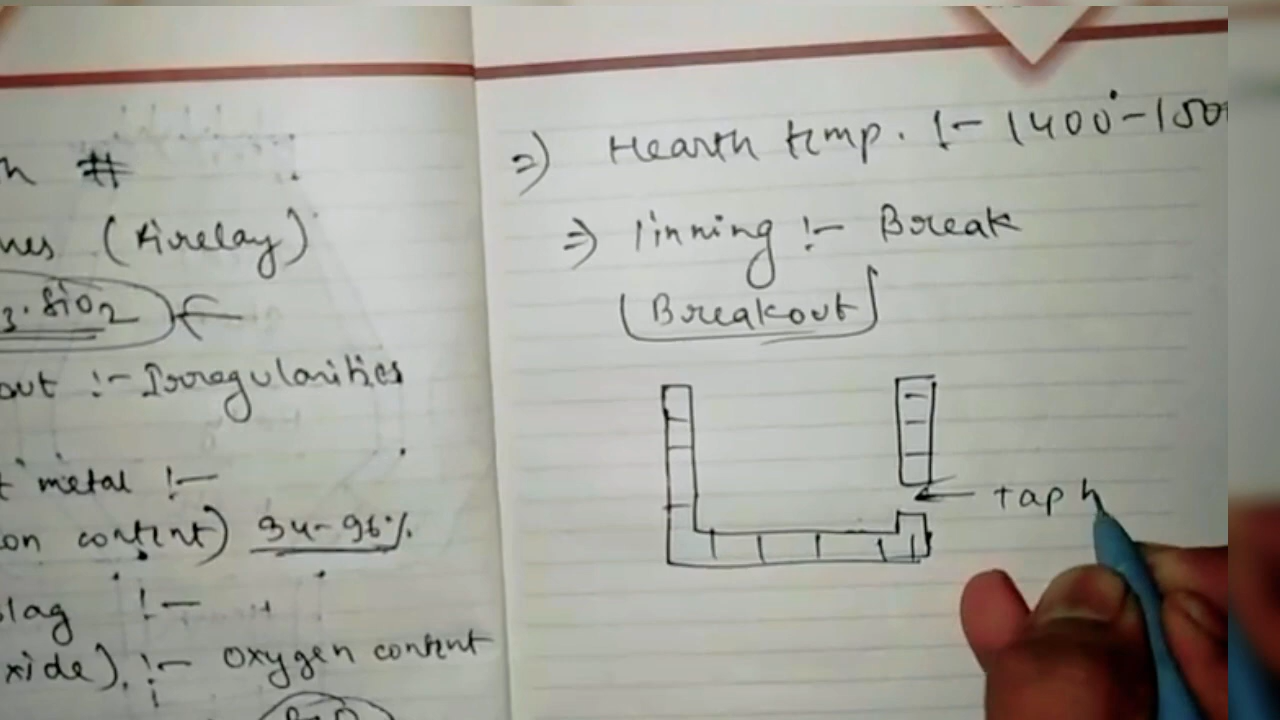 n #
nes (Fireclay)
3.SiO2
out :- Irregularities
t metal :-
on content) 94-96%.
slag :-
xide). :- Oxygen content
=) Hearth temp. :- 1400°-150
=) linning :- Break
(Breakout)
tap h